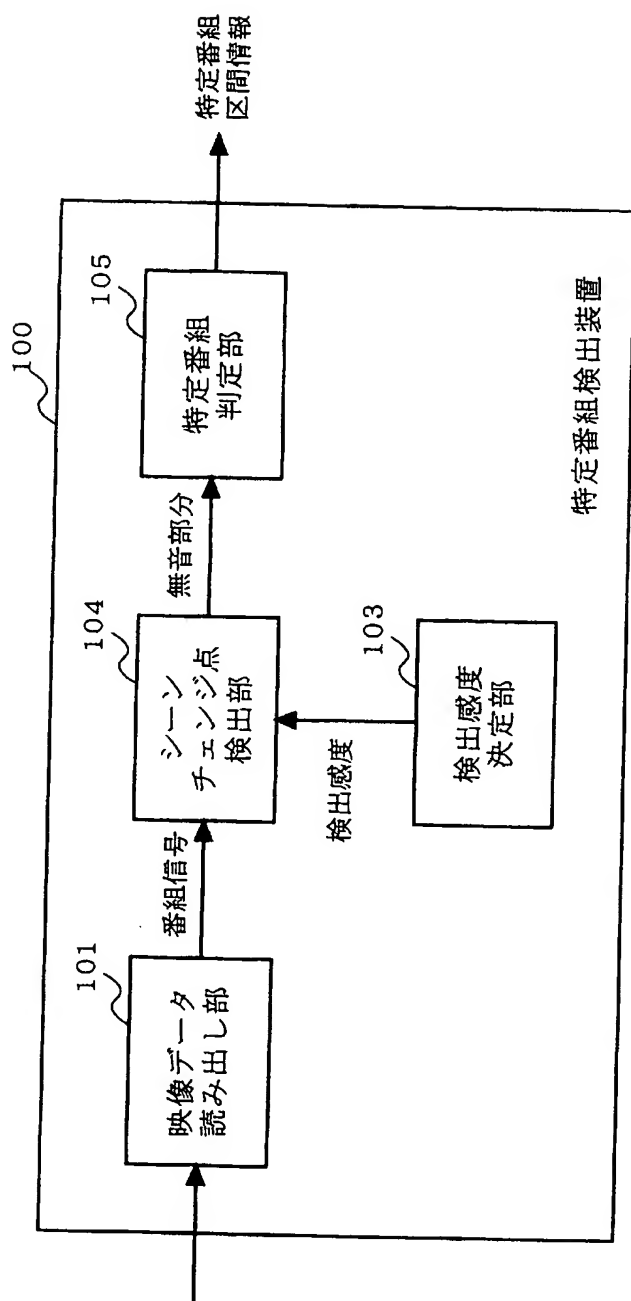 100
101
映像データ
読み出し部
番組信号
104
シーン
チェンジ点
検出部
無音部分
105
特定番組
判定部
特定番組
区間情報
検出感度
103
検出感度
決定部
特定番組検出装置